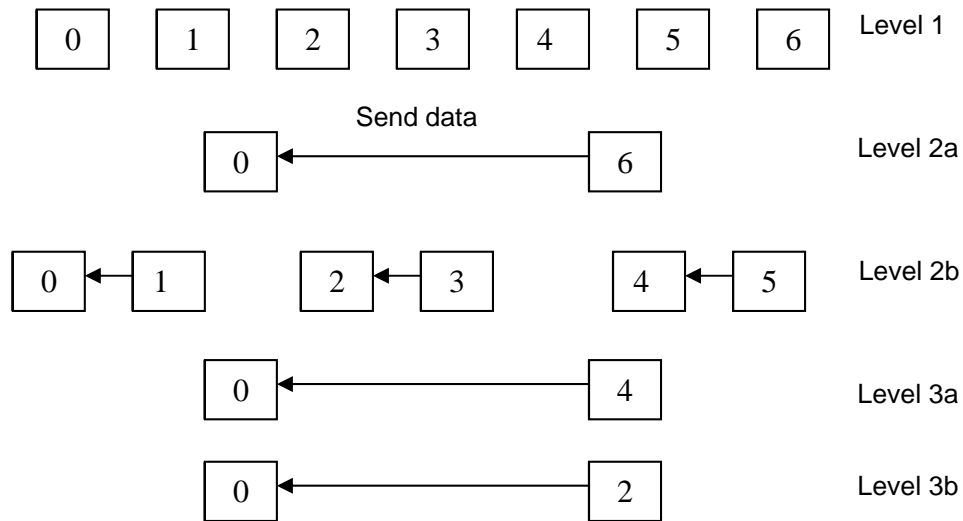 0 1 2 3 4 5 6 Level 1
Send data
0 6 Level 2a
0 1 2 3 4 5 Level 2b
0 4 Level 3a
0 2 Level 3b